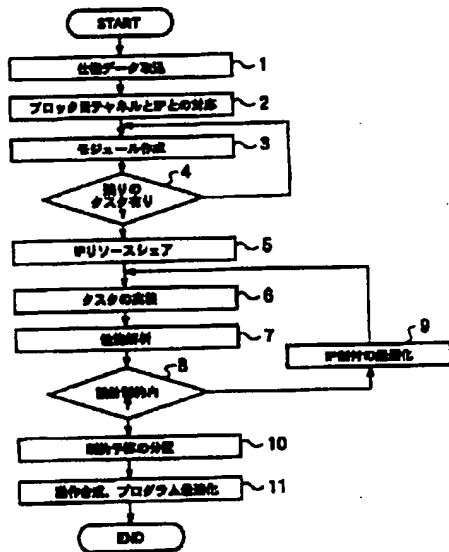 START
仕様データ取込
1
ブロック間チャネルとIPとの対応
2
モジュール作成
3
残りの
タスク有り
?
4
IPリソースシェア
5
タスクの実装
6
性能解析
7
設計制約内
?
8
IP割付の最適化
9
制約予算の分配
10
動作合成、プログラム最適化
11
END